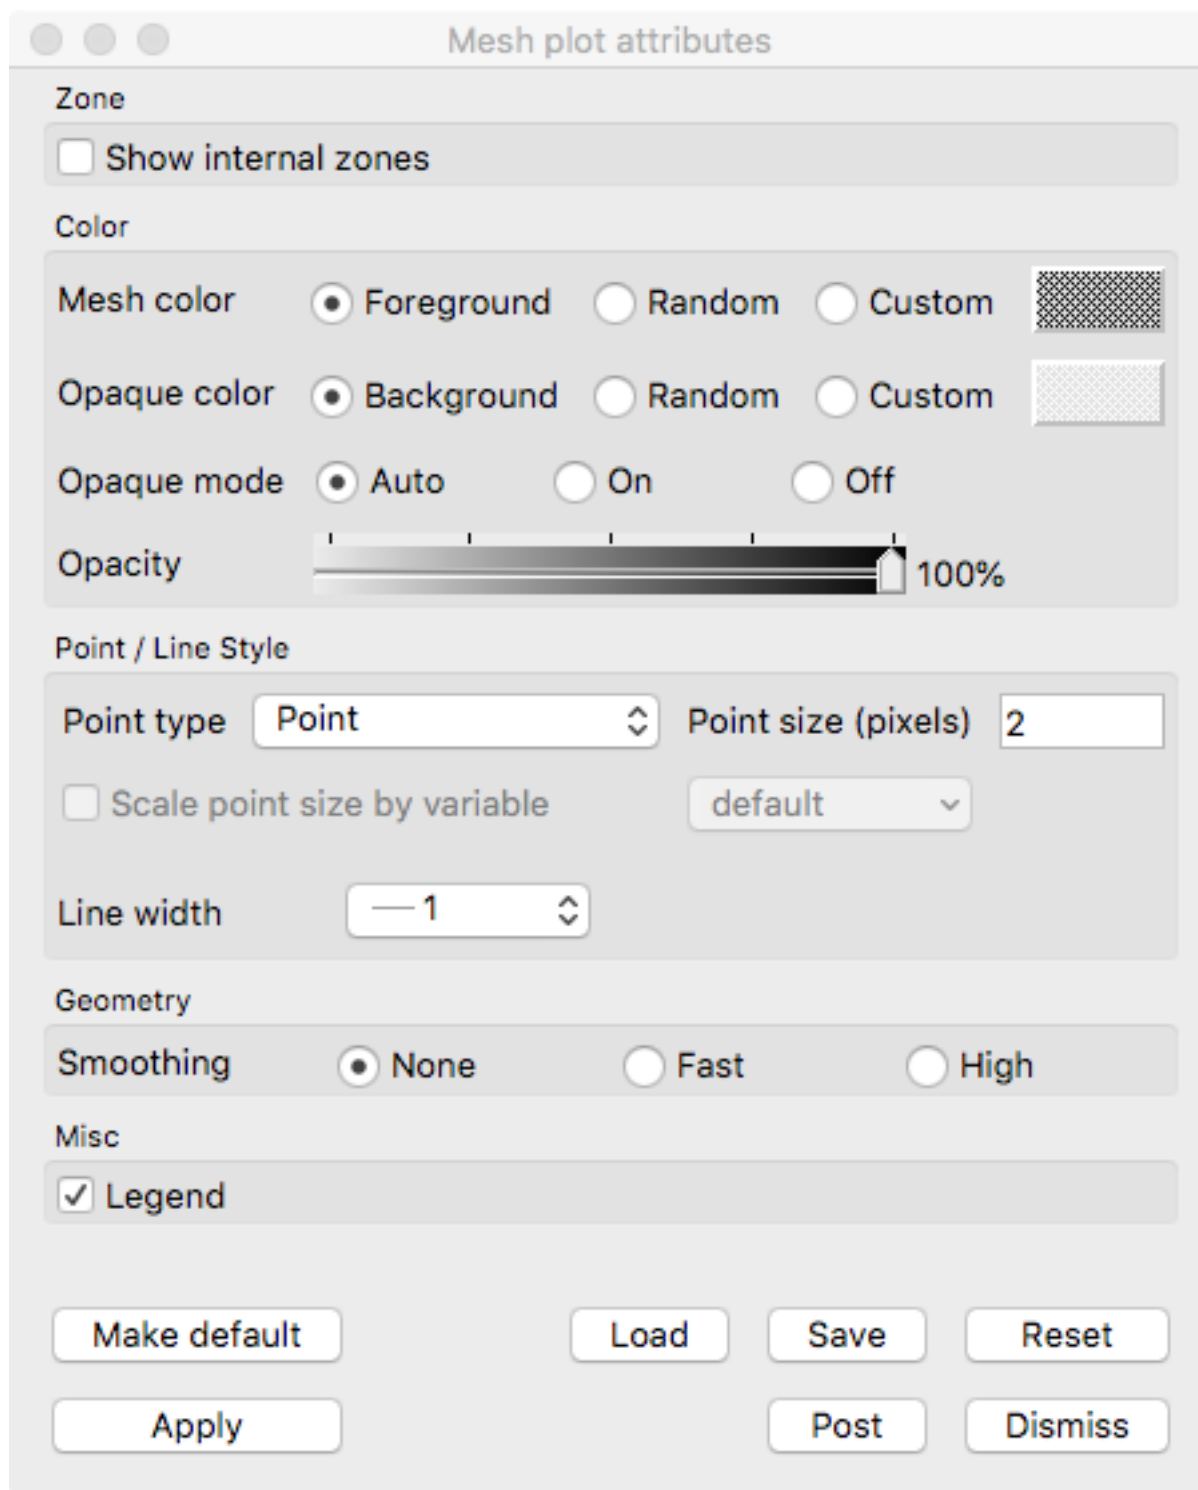 Mesh plot attributes
Zone
Show internal zones
Color
Mesh color Foreground Random Custom
Opaque color Background Random Custom
Opaque mode Auto On Off
Opacity 100%
Point / Line Style
Point type Point Point size (pixels) 2
Scale point size by variable default
Line width 1
Geometry
Smoothing None Fast High
Misc
Legend
Make default Load Save Reset
Apply Post Dismiss